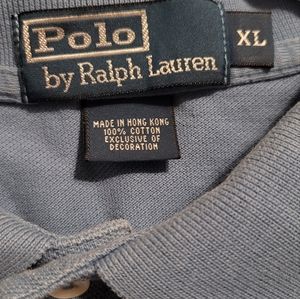 Polo
by Ralph Lauren
XL
MADE IN HONG KONG
100% COTTON
EXCLUSIVE OF
DECORATION